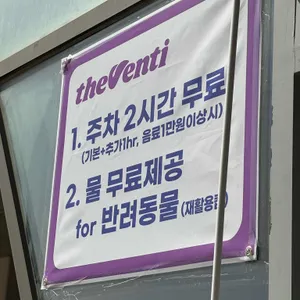 theventi
1. 주차 2시간 무료
(기본+추가1hr, 음료1만원이상시)
2. 물 무료제공
for 반려동물 (재활용컵)